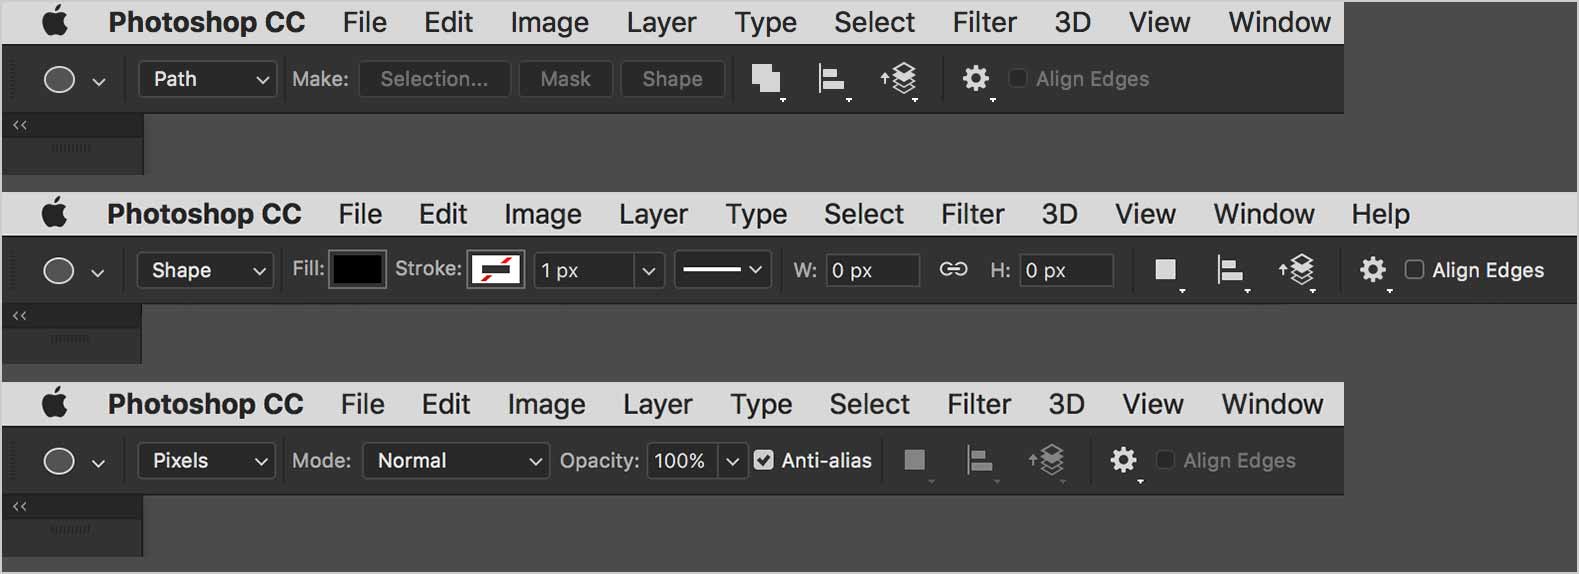 Photoshop CC File Edit Image Layer Type Select Filter 3D View Window
Path Make: Selection... Mask Shape Align Edges
Photoshop CC File Edit Image Layer Type Select Filter 3D View Window Help
Shape Fill: Stroke: 1 px W: 0 px H: 0 px Align Edges
Photoshop CC File Edit Image Layer Type Select Filter 3D View Window
Pixels Mode: Normal Opacity: 100% Anti-alias Align Edges